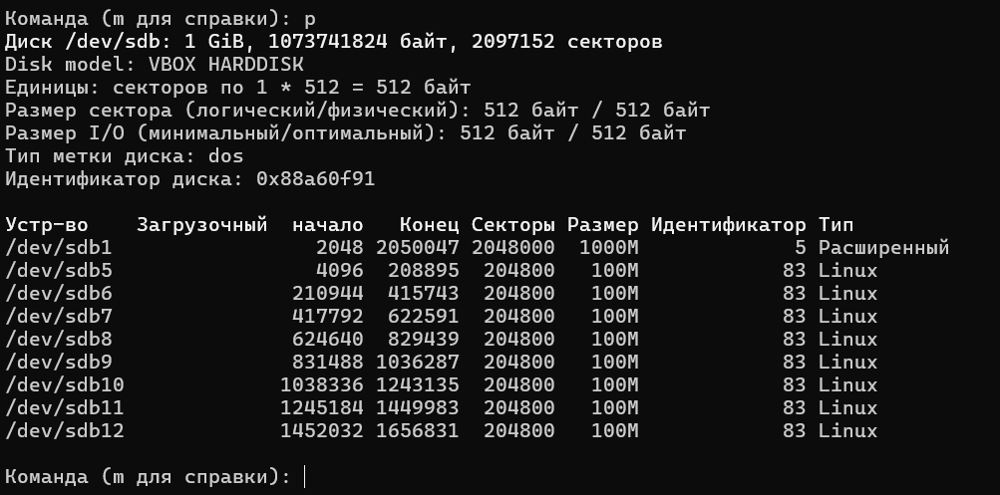 Команда (m для справки): p
Диск /dev/sdb: 1 GiB, 1073741824 байт, 2097152 секторов
Disk model: VBOX HARDDISK
Единицы: секторов по 1 * 512 = 512 байт
Размер сектора (логический/физический): 512 байт / 512 байт
Размер I/O (минимальный/оптимальный): 512 байт / 512 байт
Тип метки диска: dos
Идентификатор диска: 0x88a60f91
Устр-во    Загрузочный  начало   Конец Секторы Размер Идентификатор Тип
/dev/sdb1                 2048 2050047 2048000  1000M             5 Расширенный
/dev/sdb5                 4096  208895  204800   100M            83 Linux
/dev/sdb6               210944  415743  204800   100M            83 Linux
/dev/sdb7               417792  622591  204800   100M            83 Linux
/dev/sdb8               624640  829439  204800   100M            83 Linux
/dev/sdb9               831488 1036287  204800   100M            83 Linux
/dev/sdb10             1038336 1243135  204800   100M            83 Linux
/dev/sdb11             1245184 1449983  204800   100M            83 Linux
/dev/sdb12             1452032 1656831  204800   100M            83 Linux
Команда (m для справки):